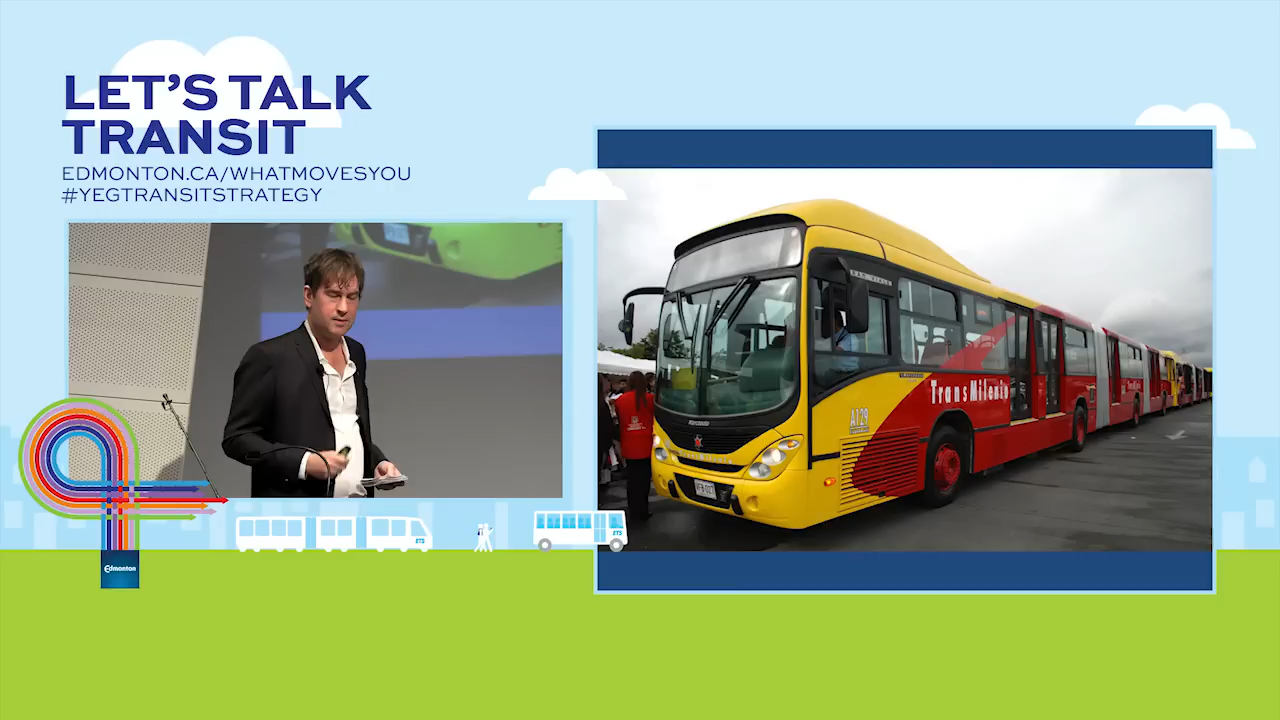 LET'S TALK
TRANSIT
EDMONTON.CA/WHATMOVESYOU
#YEGTRANSITSTRATEGY
TransMilenio
A129
Edmonton
ETS
ETS